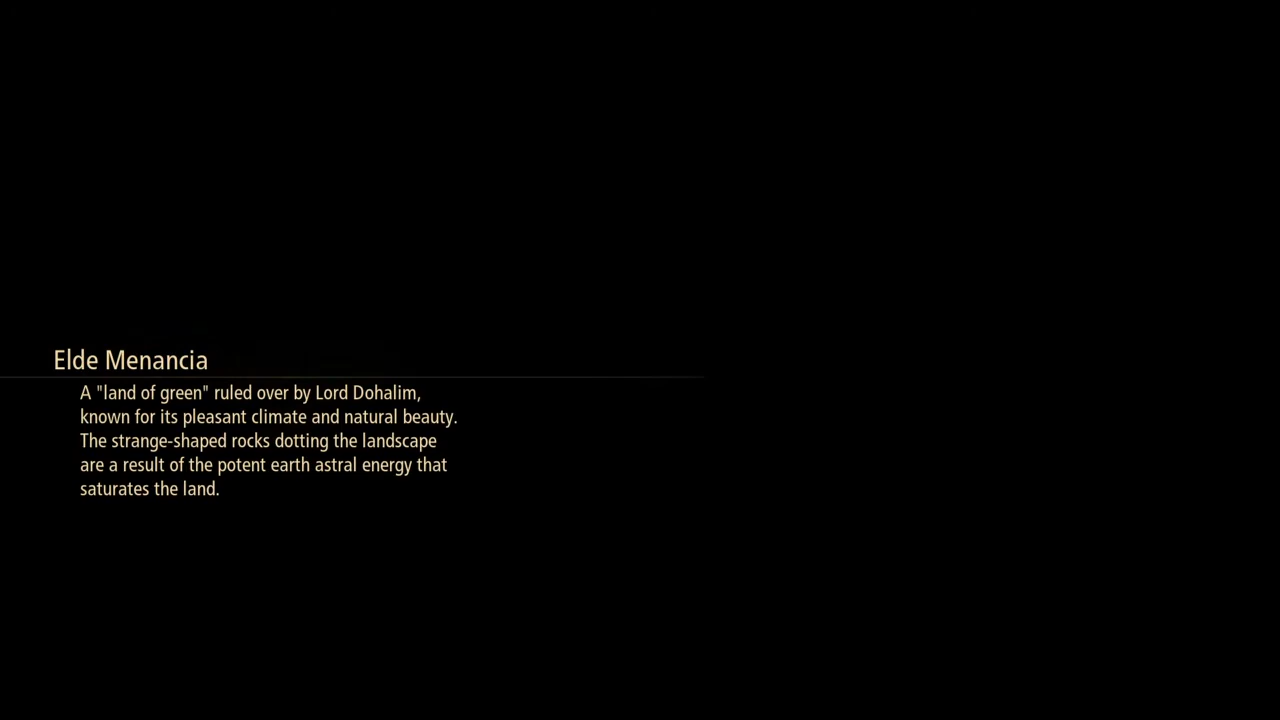 Elde Menancia
A "land of green" ruled over by Lord Dohalim,
known for its pleasant climate and natural beauty.
The strange-shaped rocks dotting the landscape
are a result of the potent earth astral energy that
saturates the land.